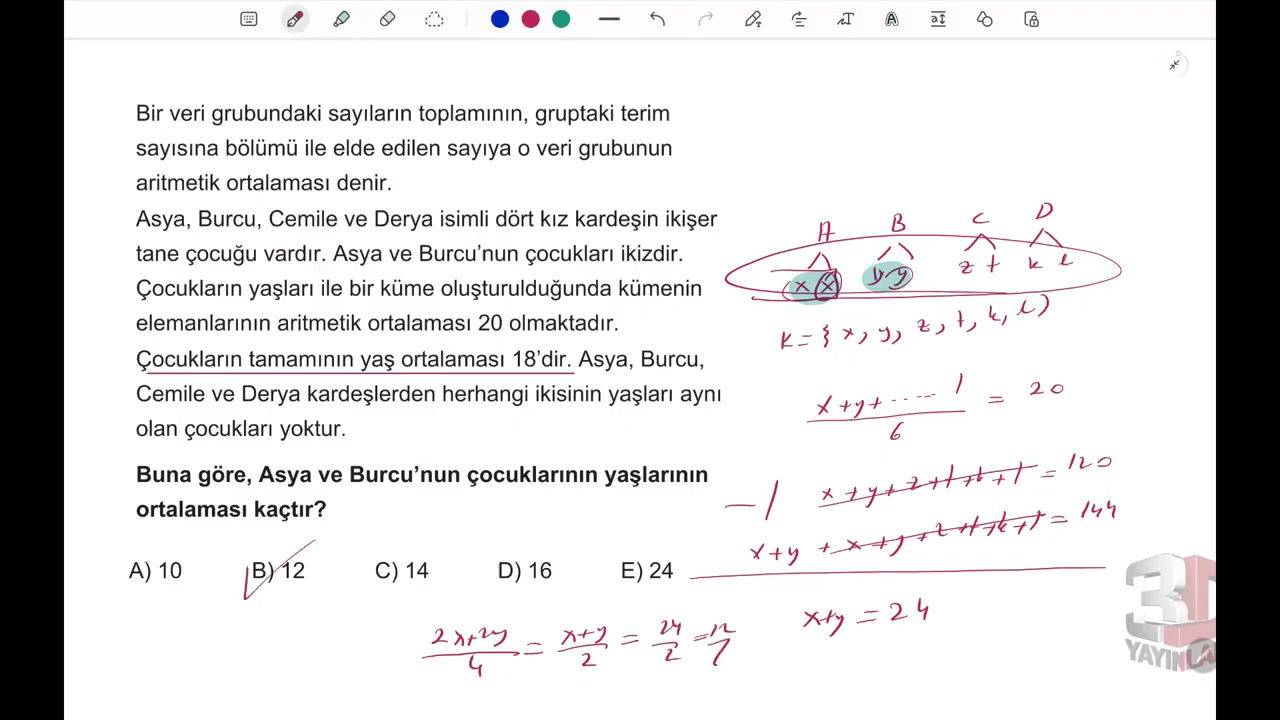 Bir veri grubundaki sayıların toplamının, gruptaki terim
sayısına bölümü ile elde edilen sayıya o veri grubunun
aritmetik ortalaması denir.
Asya, Burcu, Cemile ve Derya isimli dört kız kardeşin ikişer
tane çocuğu vardır. Asya ve Burcu'nun çocukları ikizdir.
Çocukların yaşları ile bir küme oluşturulduğunda kümenin
elemanlarının aritmetik ortalaması 20 olmaktadır.
Çocukların tamamının yaş ortalaması 18'dir. Asya, Burcu,
Cemile ve Derya kardeşlerden herhangi ikisinin yaşları aynı
olan çocukları yoktur.
Buna göre, Asya ve Burcu'nun çocuklarının yaşlarının
ortalaması kaçtır?
A) 10 B) 12 C) 14 D) 16 E) 24
A B C D
x x y y z t k l
K = { x, y, z, t, k, l }
x+y+ ...... l / 6 = 20
x+y+z+t+k+l = 120
x+y + x+y+z+t+k+l = 144
x+y = 24
2x+2y / 4 = x+y / 2 = 24 / 2 = 12
3D
YAYINLA